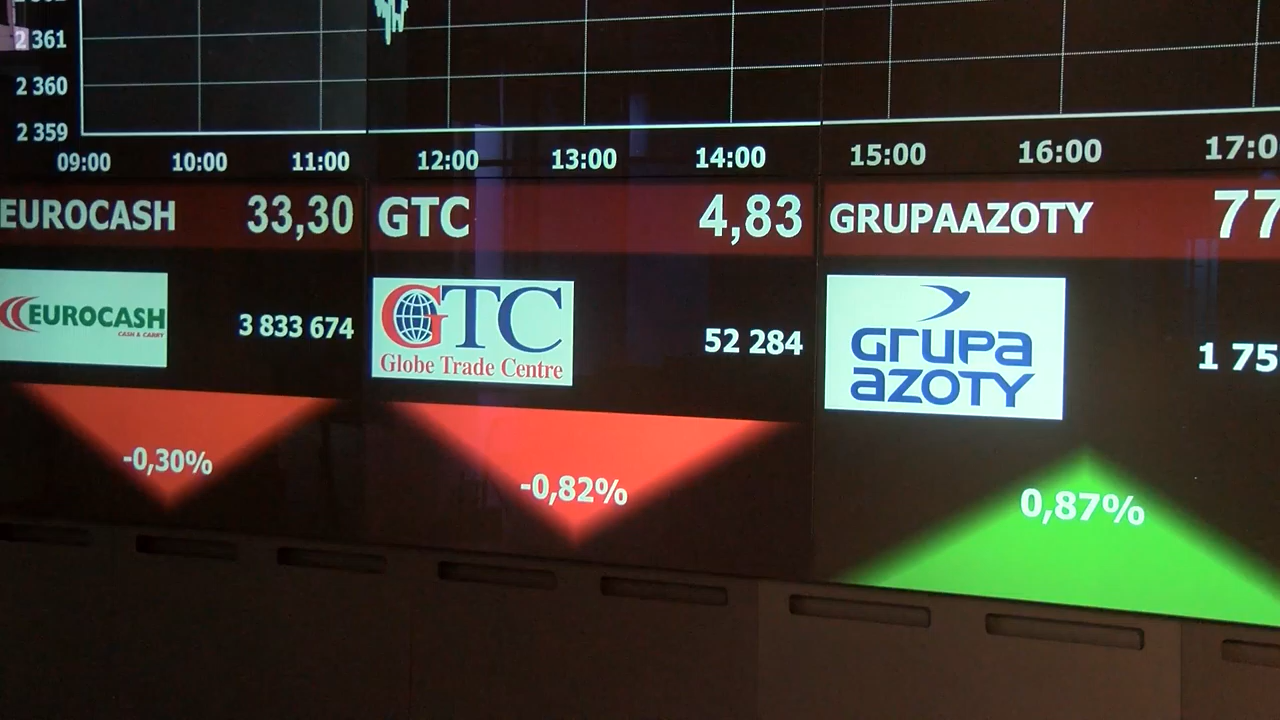 2 361
2 360
2 359
09:00 10:00 11:00 12:00 13:00 14:00 15:00 16:00 17:0
EUROCASH 33,30 GTC 4,83 GRUPAAZOTY 77
EUROCASH
CASH & CARRY
3 833 674
GTC
Globe Trade Centre
52 284
GRUPA
AZOTY
1 75
-0,30% -0,82% 0,87%